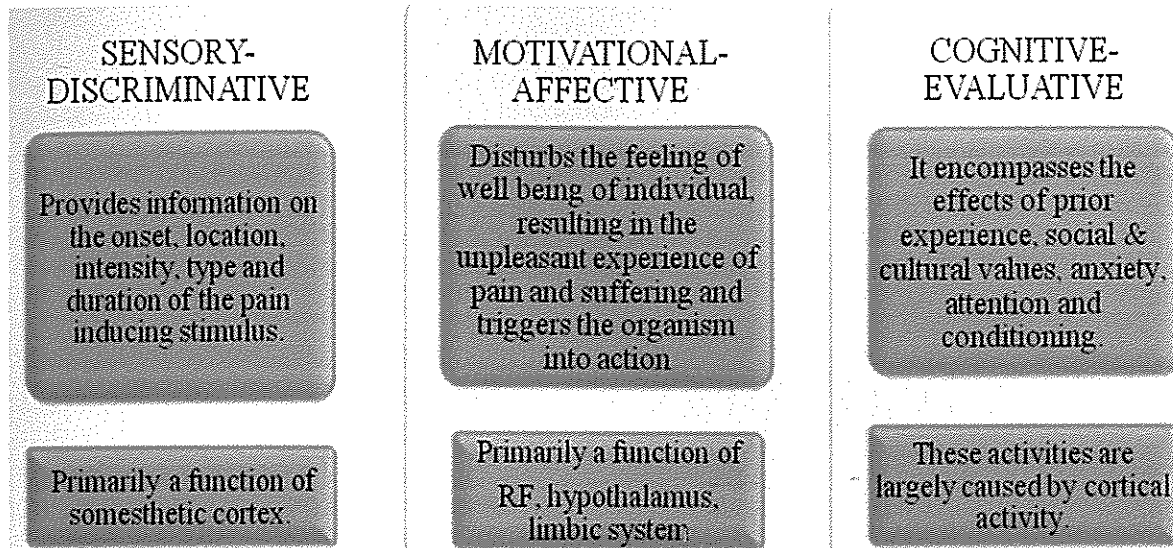 SENSORY-
DISCRIMINATIVE
Provides information on
the onset, location,
intensity, type and
duration of the pain
inducing stimulus.
Primarily a function of
somesthetic cortex.
MOTIVATIONAL-
AFFECTIVE
Disturbs the feeling of
well being of individual,
resulting in the
unpleasant experience of
pain and suffering and
triggers the organism
into action
Primarily a function of
RF, hypothalamus,
limbic system
COGNITIVE-
EVALUATIVE
It encompasses the
effects of prior
experience, social &
cultural values, anxiety,
attention and
conditioning.
These activities are
largely caused by cortical
activity.